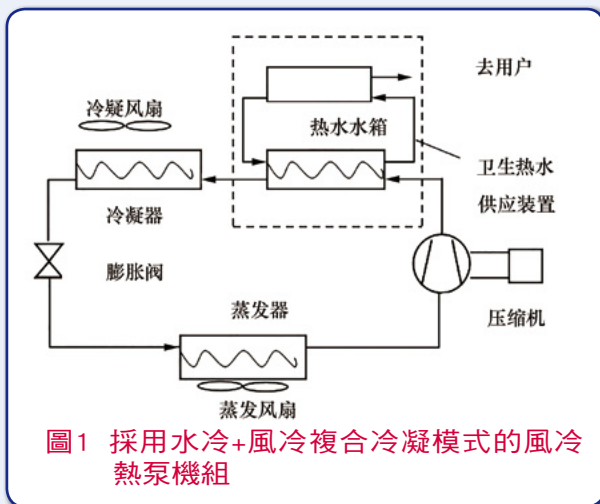 去用户
冷疑风扇
热水水箱
卫生热水
供应装置
冷凝器
膨胀阀
蒸发器
压缩机
蒸发风扇
圖1 採用水冷+風冷複合冷凝模式的風冷
熱泵機組